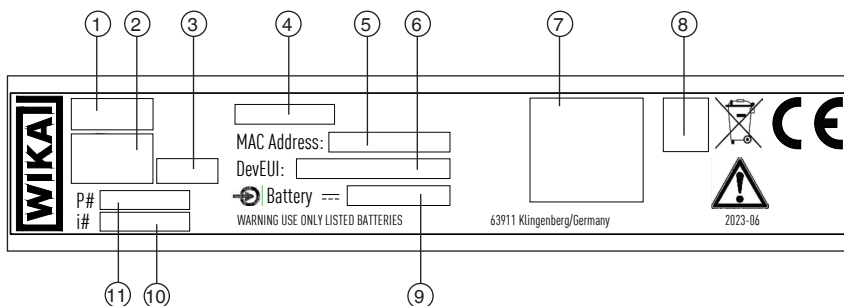 1 2 3 4 5 6 7 8
WIKA
MAC Address:
DevEUI:
Battery
P#
i#
WARNING USE ONLY LISTED BATTERIES
63911 Klingenberg/Germany
2023-06
CE
11 10 9